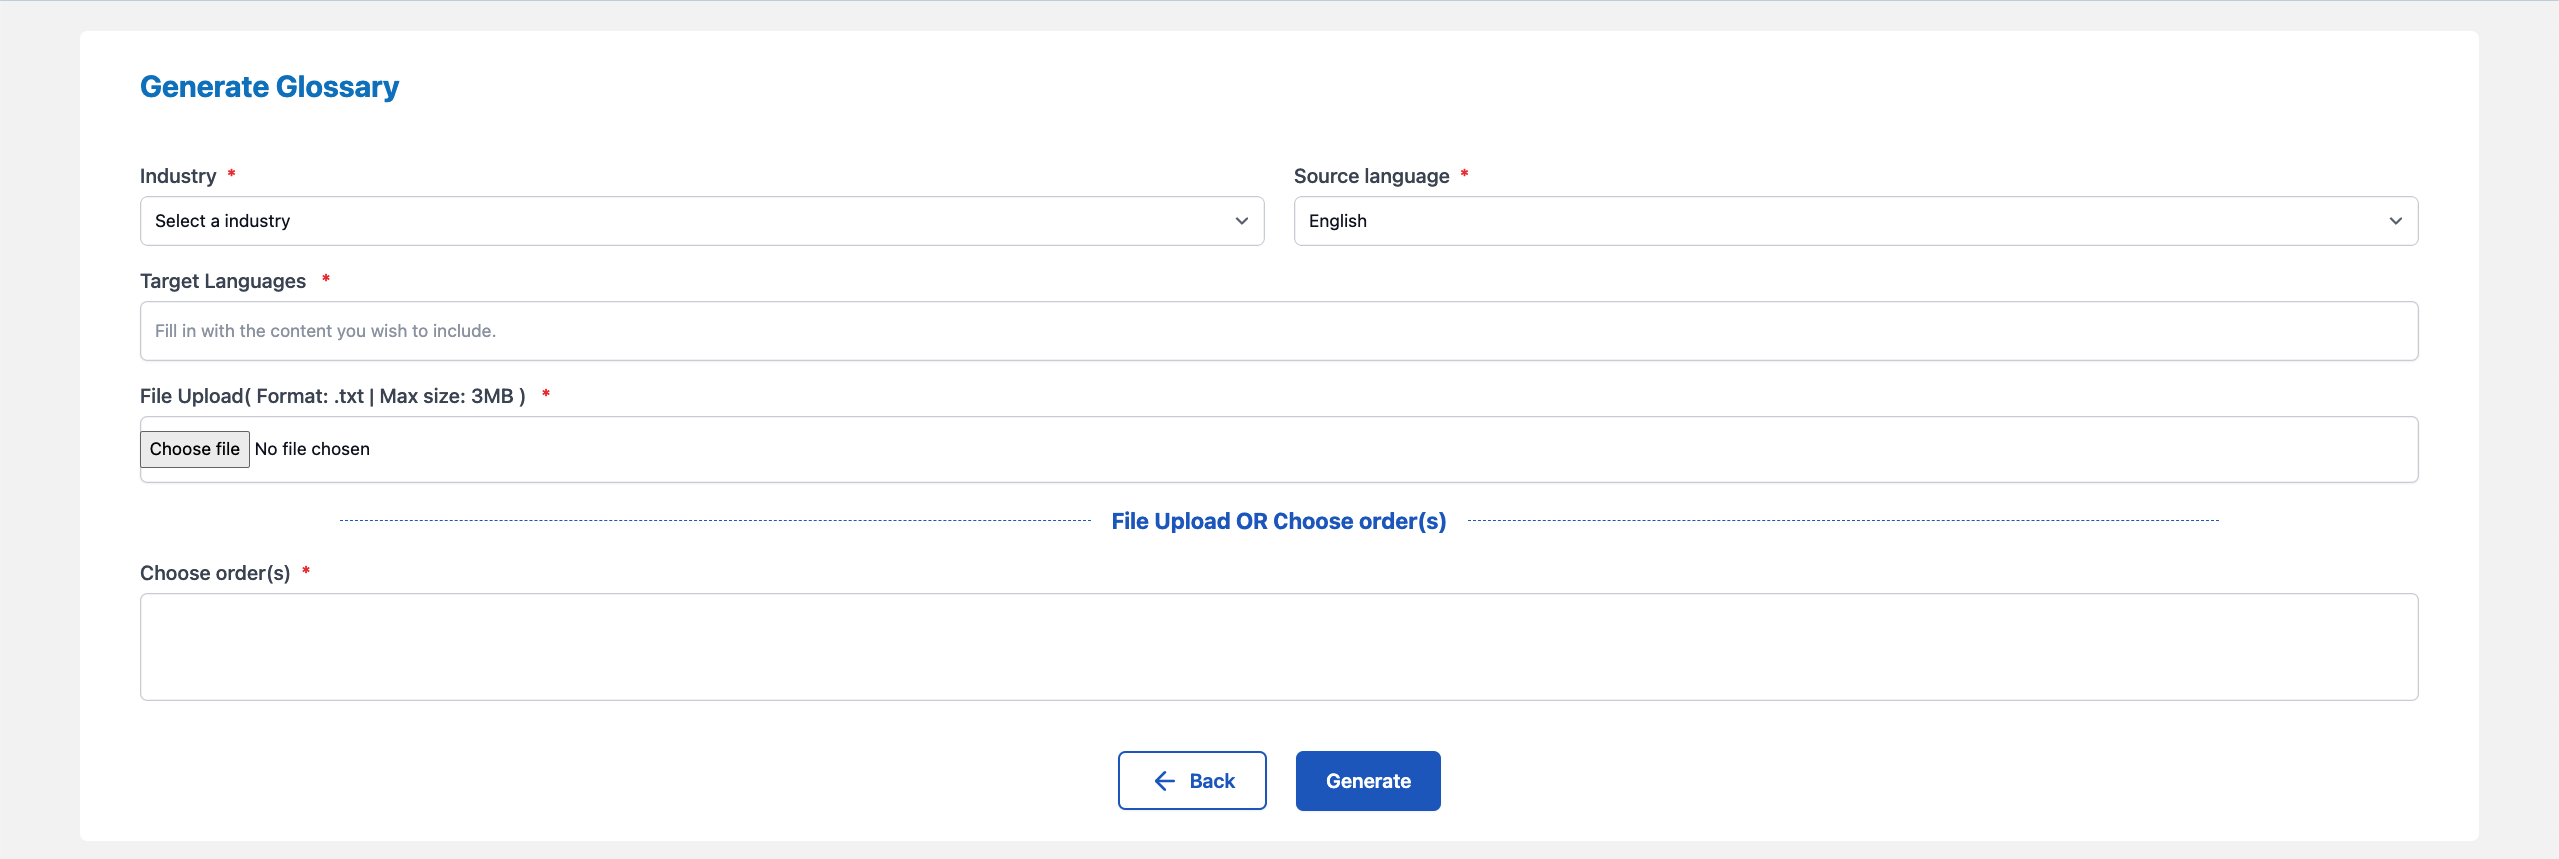 Generate Glossary
Industry *
Source language *
Select a industry
English
Target Languages *
Fill in with the content you wish to include.
File Upload( Format: .txt | Max size: 3MB ) *
Choose file No file chosen
File Upload OR Choose order(s)
Choose order(s) *
Back
Generate